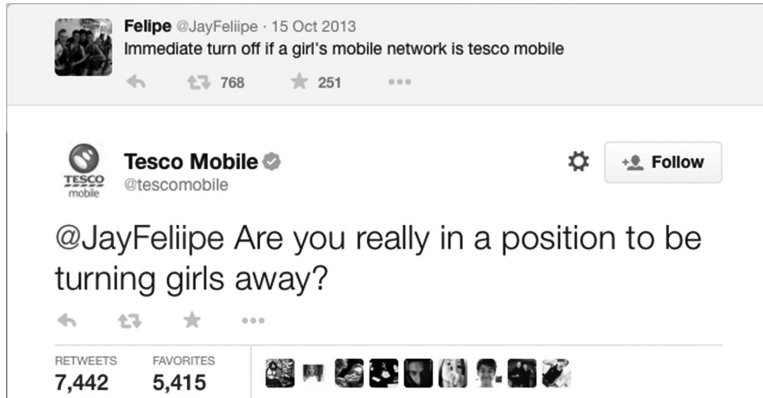 Felipe @JayFeliipe · 15 Oct 2013
Immediate turn off if a girl's mobile network is tesco mobile
768 251
TESCO
mobile
Tesco Mobile
@tescomobile
Follow
@JayFeliipe Are you really in a position to be
turning girls away?
RETWEETS FAVORITES
7,442 5,415